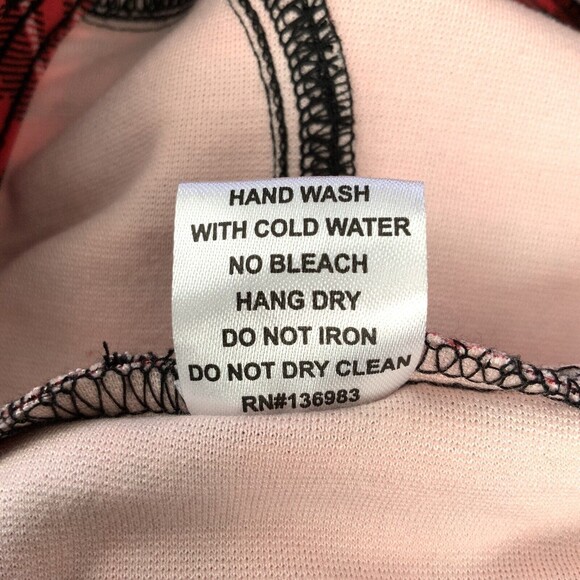 HAND WASH
WITH COLD WATER
NO BLEACH
HANG DRY
DO NOT IRON
DO NOT DRY CLEAN
RN#136983